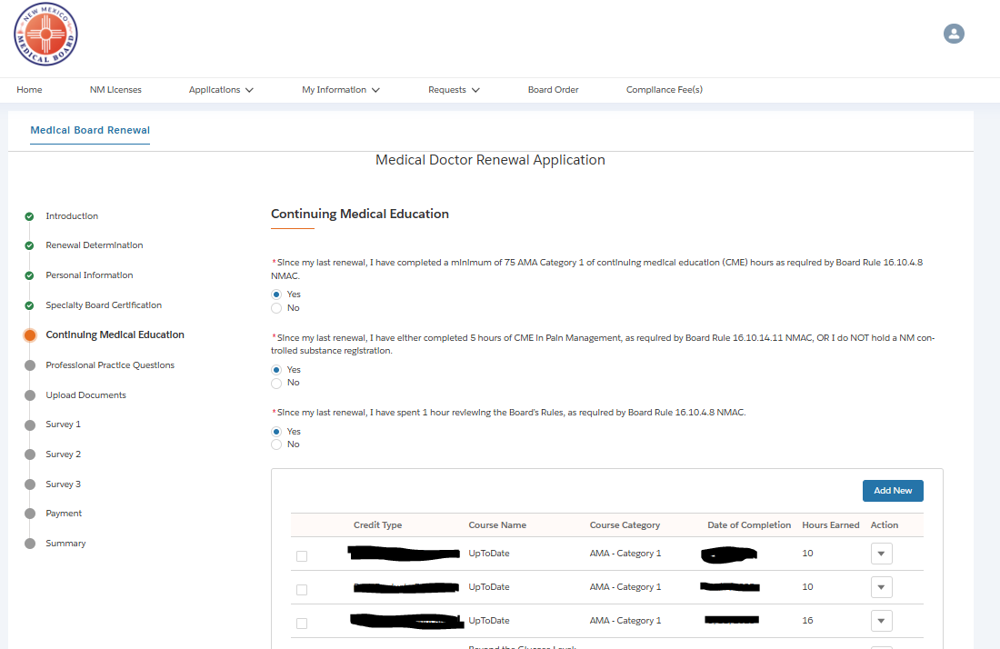 NEW MEXICO
MEDICAL BOARD
Home NM Licenses Applications My Information Requests Board Order Compliance Fee(s)
Medical Board Renewal
Medical Doctor Renewal Application
Introduction
Renewal Determination
Personal Information
Specialty Board Certification
Continuing Medical Education
Professional Practice Questions
Upload Documents
Survey 1
Survey 2
Survey 3
Payment
Summary
Continuing Medical Education
*Since my last renewal, I have completed a minimum of 75 AMA Category 1 of continuing medical education (CME) hours as required by Board Rule 16.10.4.8
NMAC.
Yes
No
*Since my last renewal, I have either completed 5 hours of CME in Pain Management, as required by Board Rule 16.10.14.11 NMAC, OR I do NOT hold a NM con-
trolled substance registration.
Yes
No
*Since my last renewal, I have spent 1 hour reviewing the Board's Rules, as required by Board Rule 16.10.4.8 NMAC.
Yes
No
Add New
Credit Type Course Name Course Category Date of Completion Hours Earned Action
UpToDate AMA - Category 1 10
UpToDate AMA - Category 1 10
UpToDate AMA - Category 1 16